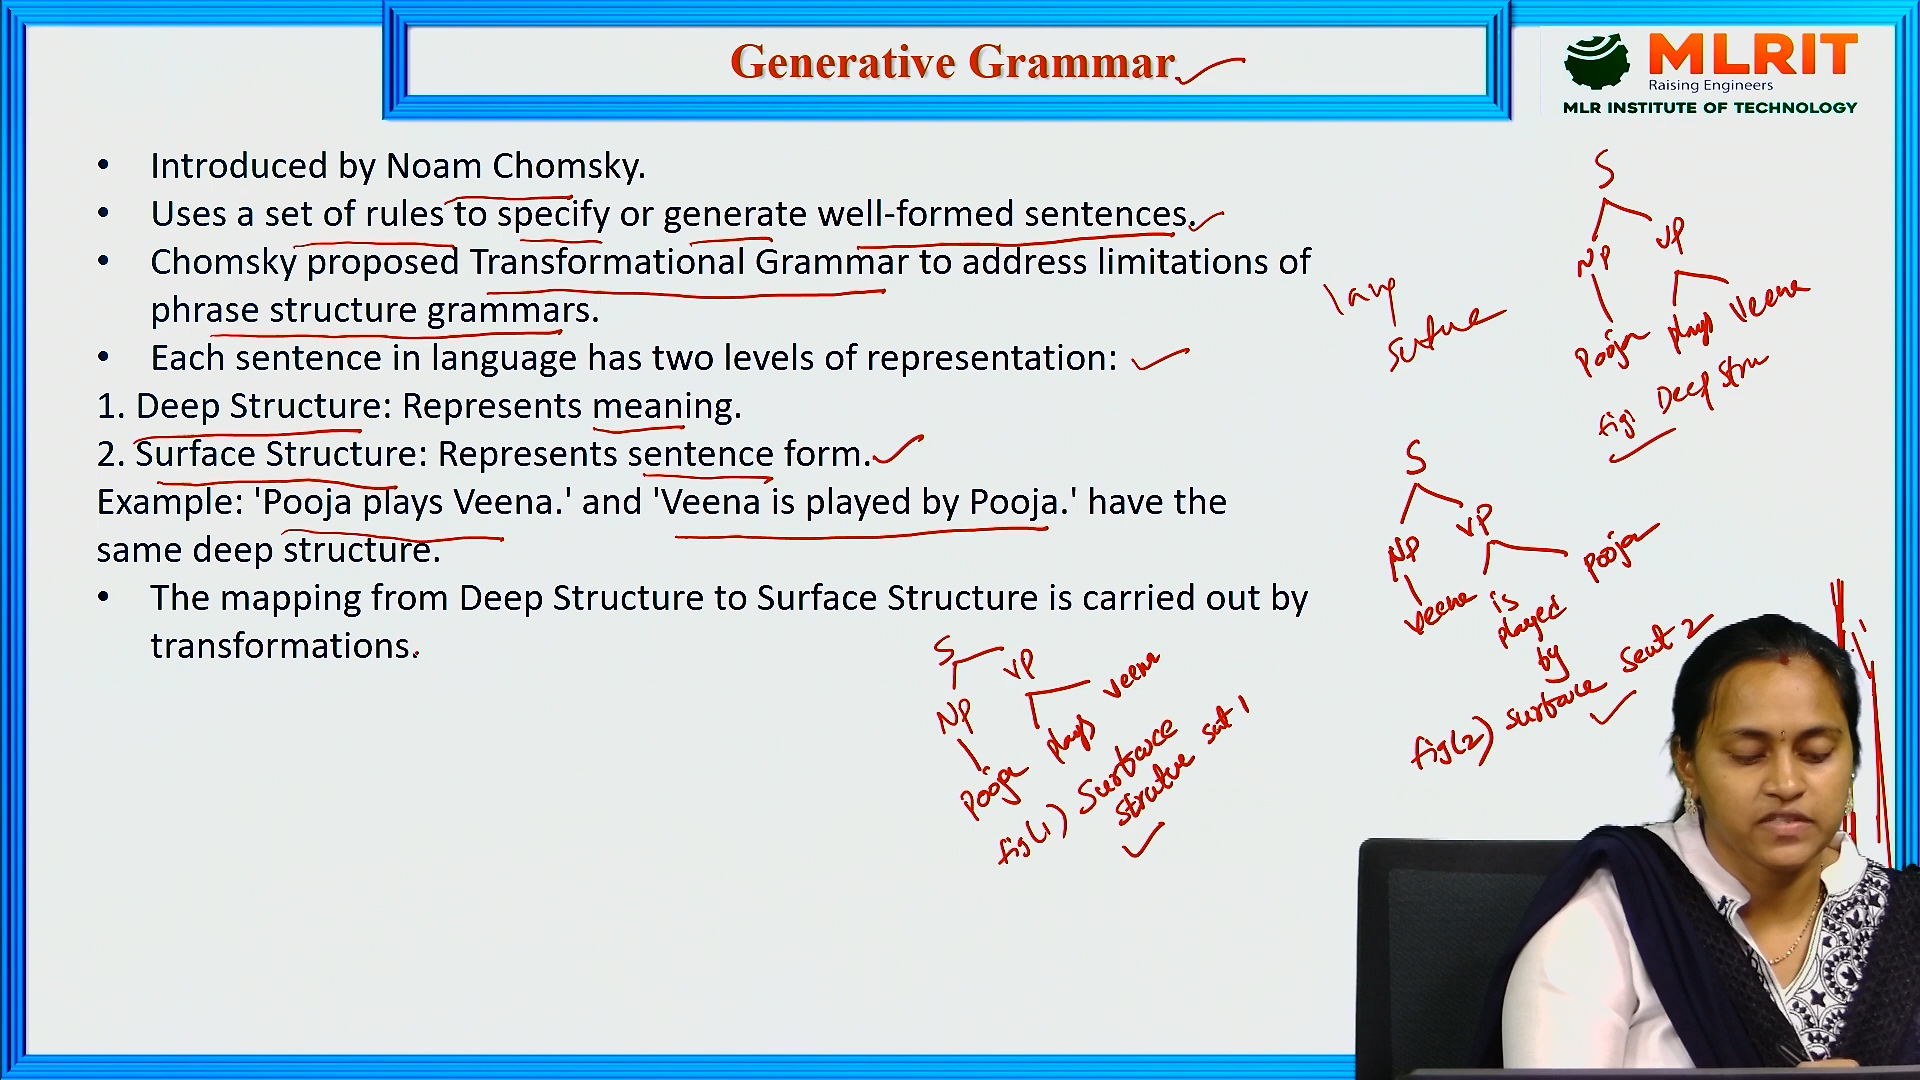 Generative Grammar
MLRIT
Raising Engineers
MLR INSTITUTE OF TECHNOLOGY
• Introduced by Noam Chomsky.
• Uses a set of rules to specify or generate well-formed sentences.
• Chomsky proposed Transformational Grammar to address limitations of
phrase structure grammars.
• Each sentence in language has two levels of representation:
1. Deep Structure: Represents meaning.
2. Surface Structure: Represents sentence form.
Example: 'Pooja plays Veena.' and 'Veena is played by Pooja.' have the
same deep structure.
• The mapping from Deep Structure to Surface Structure is carried out by
transformations.
S
NP VP
Pooja plays Veena
fig: Deep Stru
S
NP VP
Veena is played by Pooja
fig(2) surface Sent 2
S
NP VP
Pooja plays Veena
fig(1) Surface